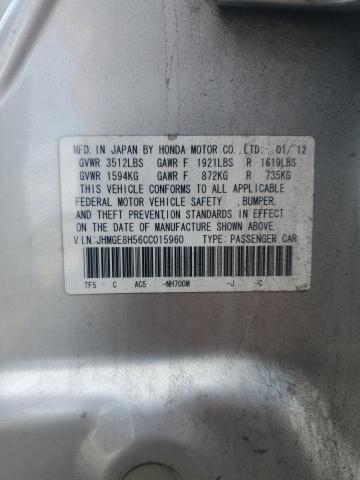 MFD. IN JAPAN BY HONDA MOTOR CO.,LTD. 01/'12
GVWR 3512LBS GAWR F 1921LBS R 1619LBS
GVWR 1594KG GAWR F 872KG R 735KG
THIS VEHICLE CONFORMS TO ALL APPLICABLE
FEDERAL MOTOR VEHICLE SAFETY ,BUMPER,
AND THEFT PREVENTION STANDARDS IN EFFECT
ON THE DATE OF MANUFACTURE SHOWN ABOVE.
V.I.N:JHMGE8H56CC015960 TYPE: PASSENGER CAR
TF5 C AC5 -NH700M -J -C